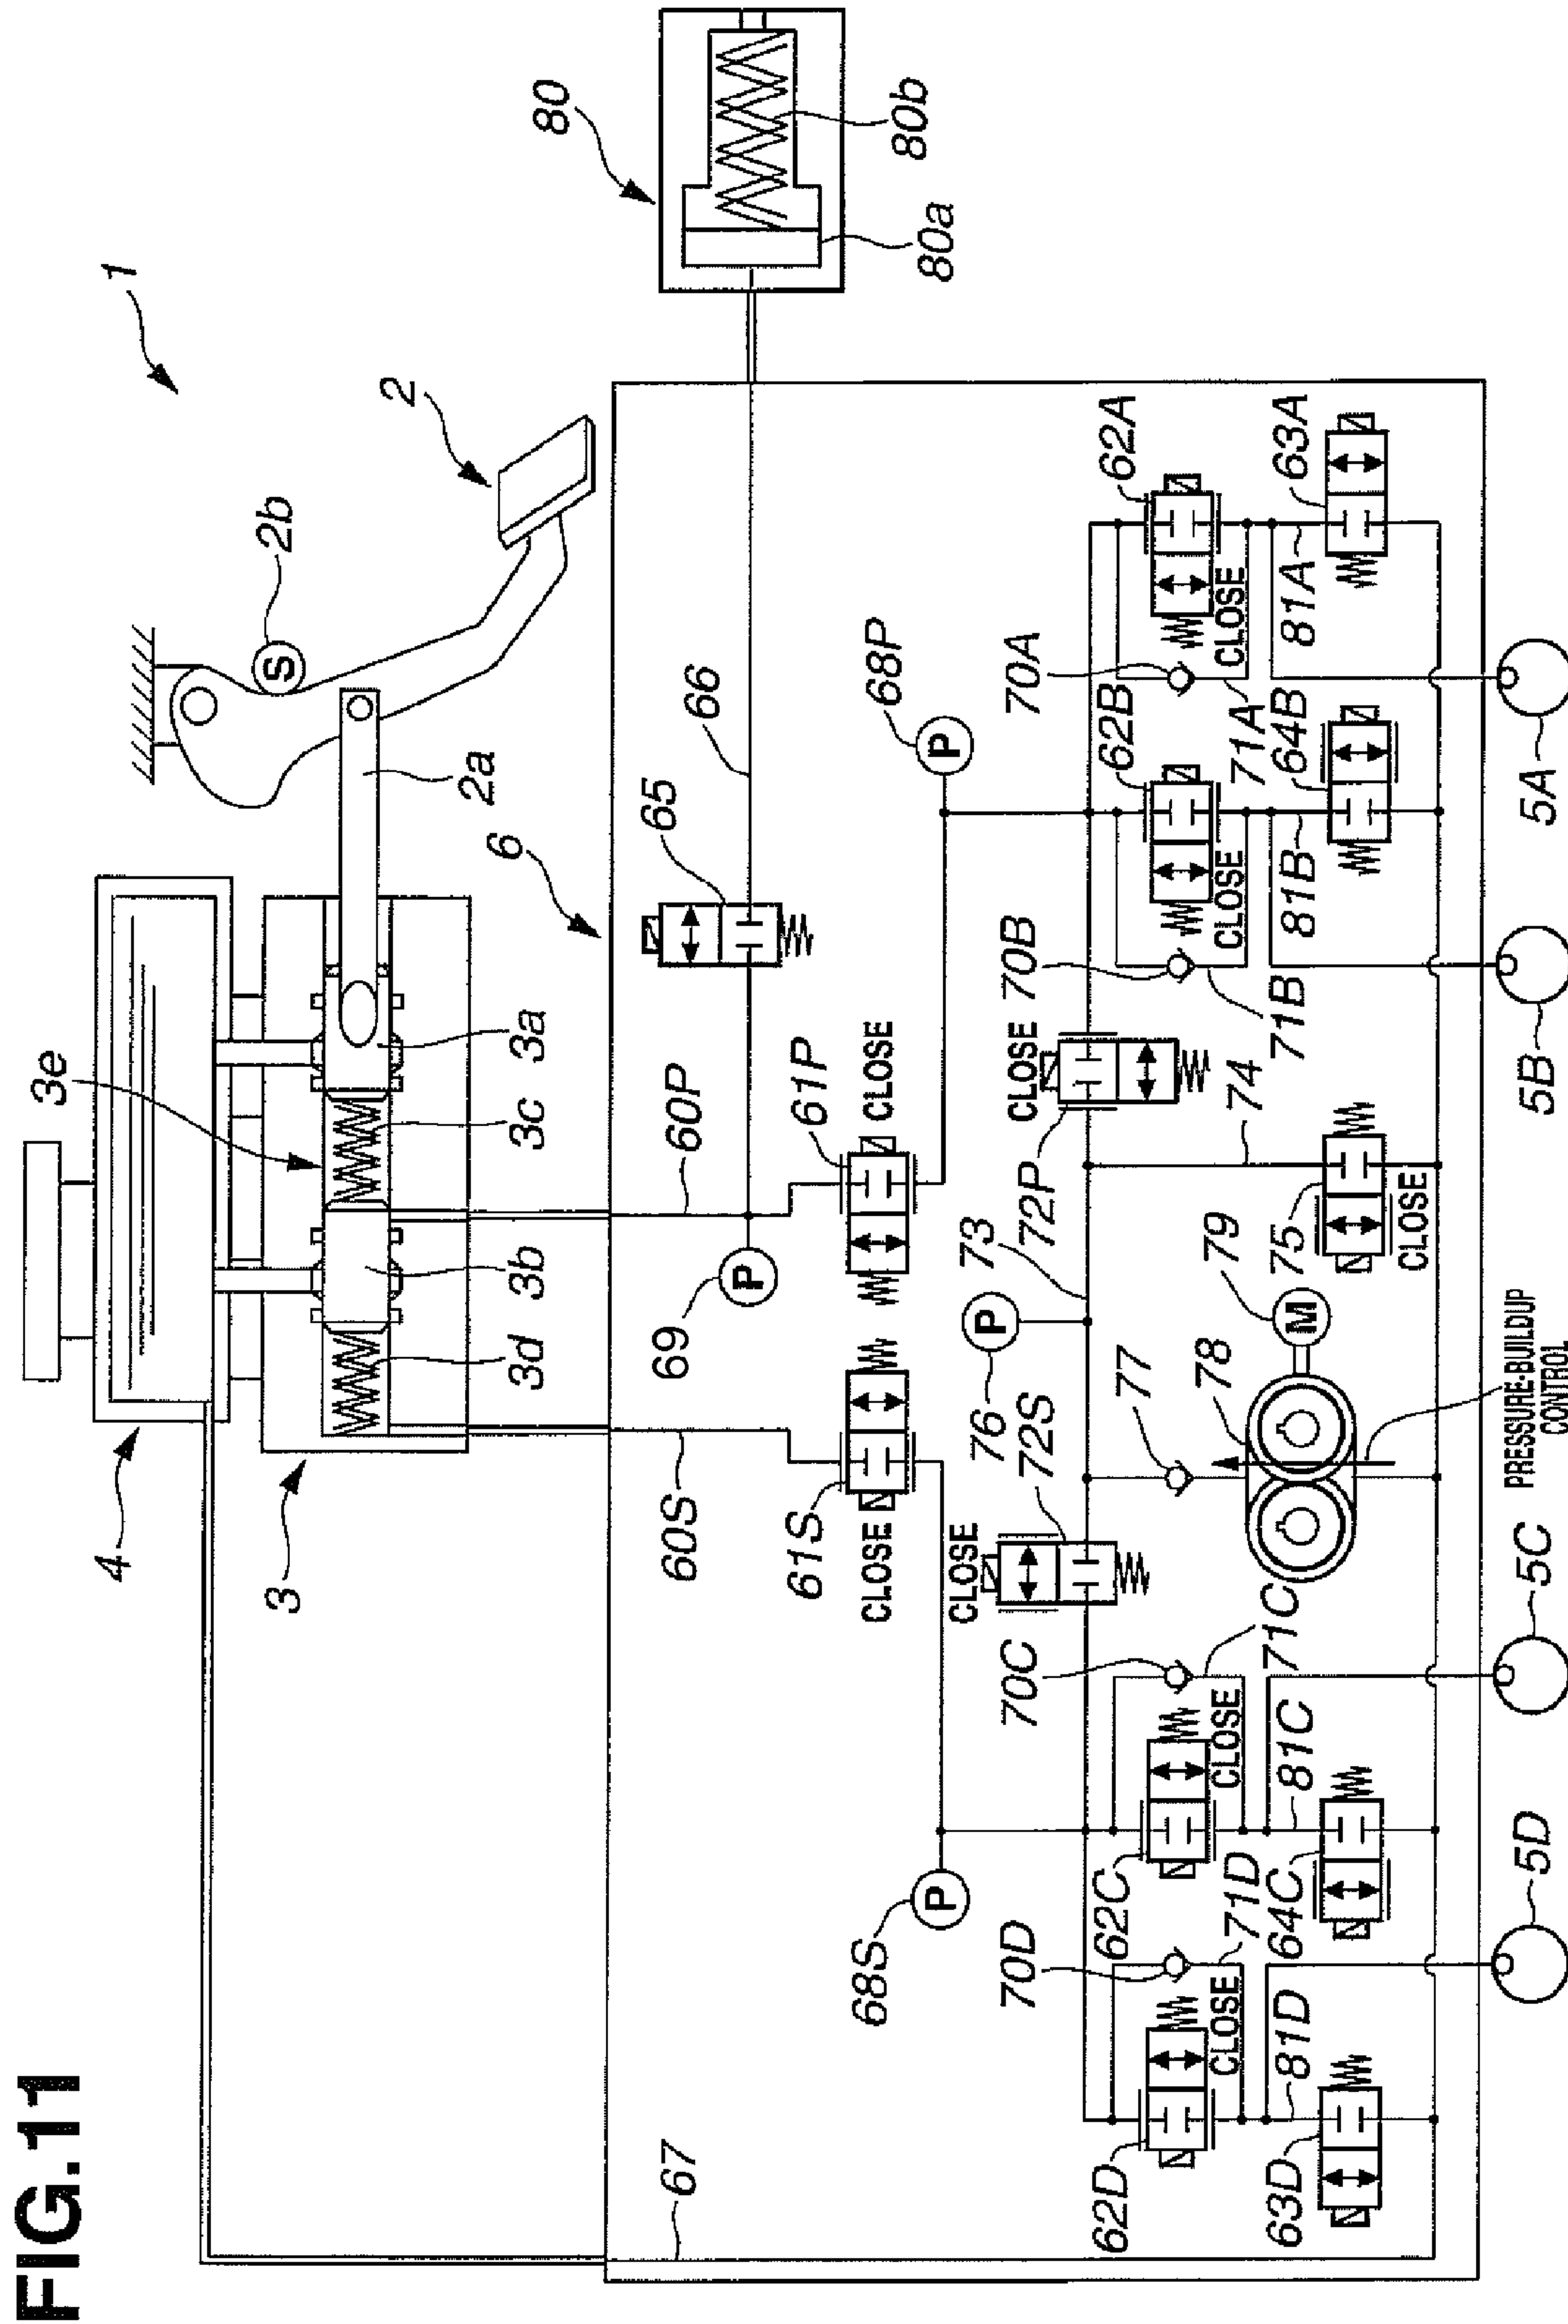 FIG.11
1
2
2a
2b
S
3
3a
3b
3c
3d
3e
4
6
80
80a
80b
60P
60S
65
66
67
69
P
61P
CLOSE
61S
CLOSE
68P
P
68S
P
72P
CLOSE
72S
CLOSE
73
74
75
CLOSE
76
P
77
78
79
M
PRESSURE-BUILDUP
CONTROL
62A
CLOSE
70A
71A
81A
63A
62B
CLOSE
70B
71B
81B
64B
62C
CLOSE
70C
71C
81C
64C
62D
CLOSE
70D
71D
81D
63D
5A
5B
5C
5D